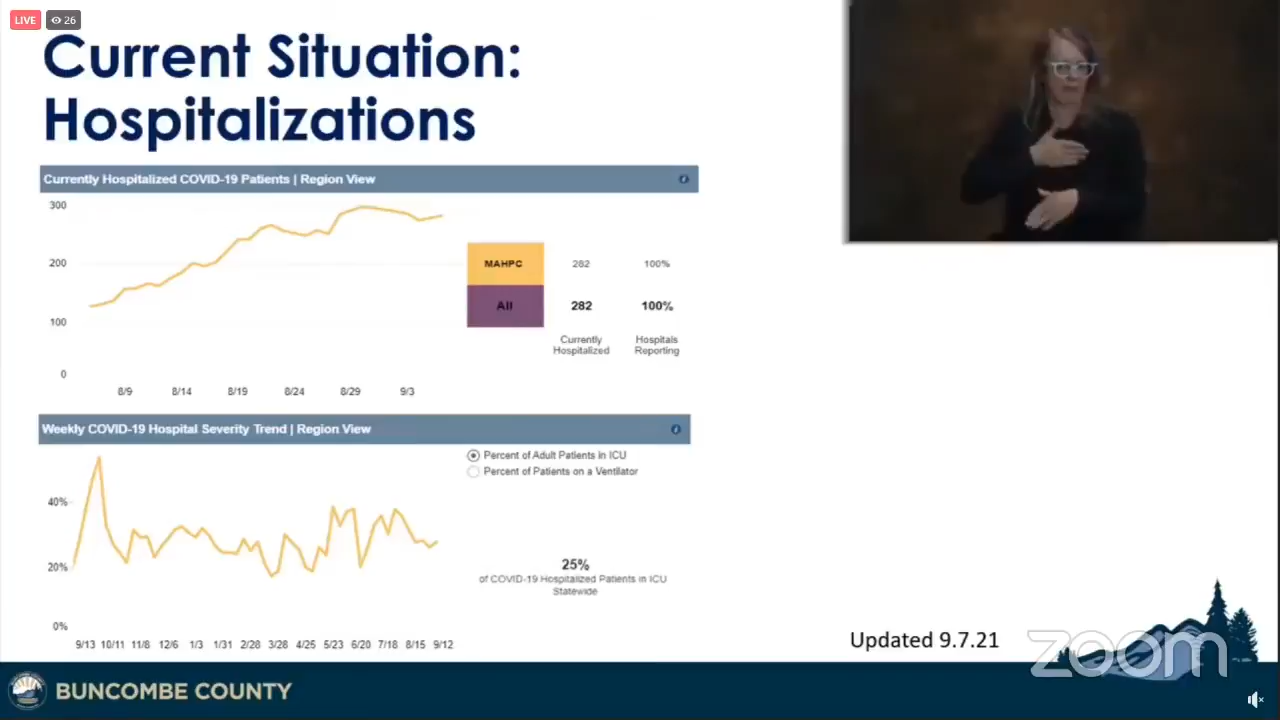 LIVE 26
Current Situation:
Hospitalizations
Currently Hospitalized COVID-19 Patients | Region View
300
200
100
0
8/9 8/14 8/19 8/24 8/29 9/3
MAHPC 282 100%
All 282 100%
Currently Hospitalized
Hospitals Reporting
Weekly COVID-19 Hospital Severity Trend | Region View
Percent of Adult Patients in ICU
Percent of Patients on a Ventilator
40%
20%
0%
9/13 10/11 11/8 12/6 1/3 1/31 2/28 3/28 4/25 5/23 6/20 7/18 8/15 9/12
25%
of COVID-19 Hospitalized Patients in ICU
Statewide
Updated 9.7.21
zoom
BUNCOMBE COUNTY